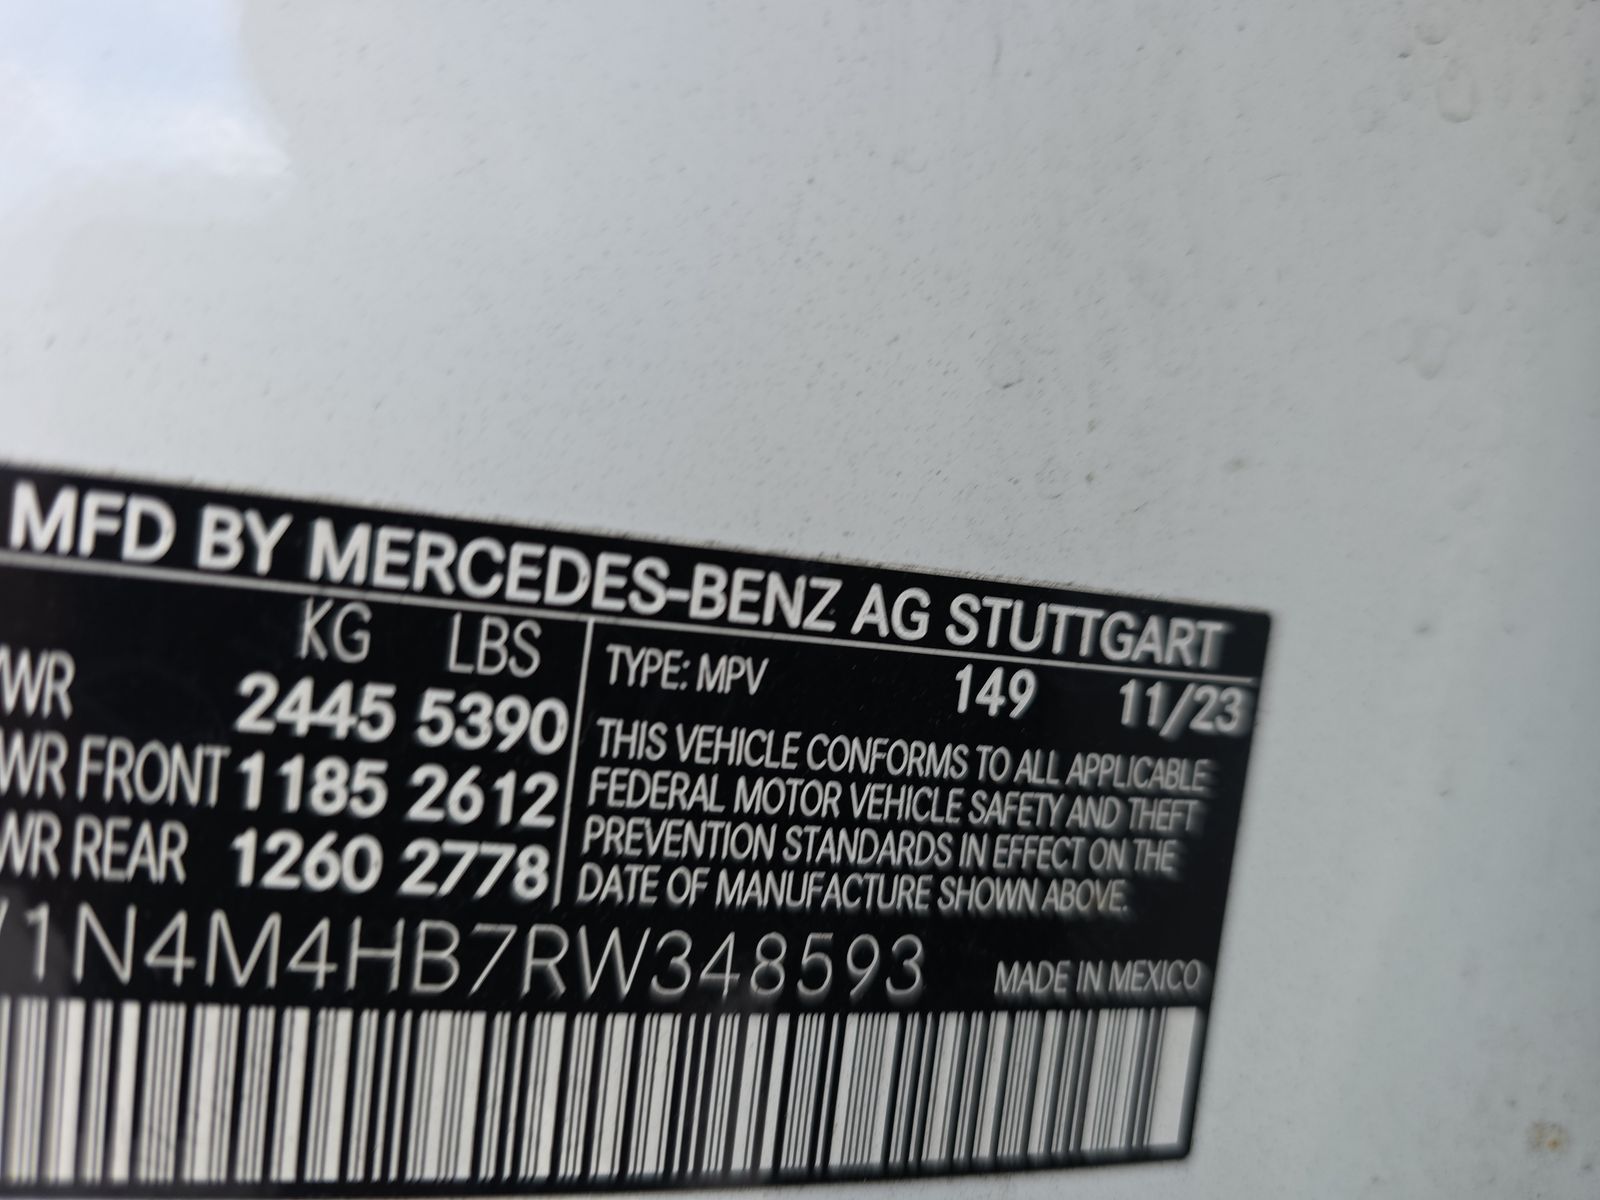 MFD BY MERCEDES-BENZ AG STUTTGART
KG LBS
WR 2445 5390
WR FRONT 1185 2612
WR REAR 1260 2778
TYPE: MPV 149 11/23
THIS VEHICLE CONFORMS TO ALL APPLICABLE
FEDERAL MOTOR VEHICLE SAFETY AND THEFT
PREVENTION STANDARDS IN EFFECT ON THE
DATE OF MANUFACTURE SHOWN ABOVE.
1N4M4HB7RW348593
MADE IN MEXICO